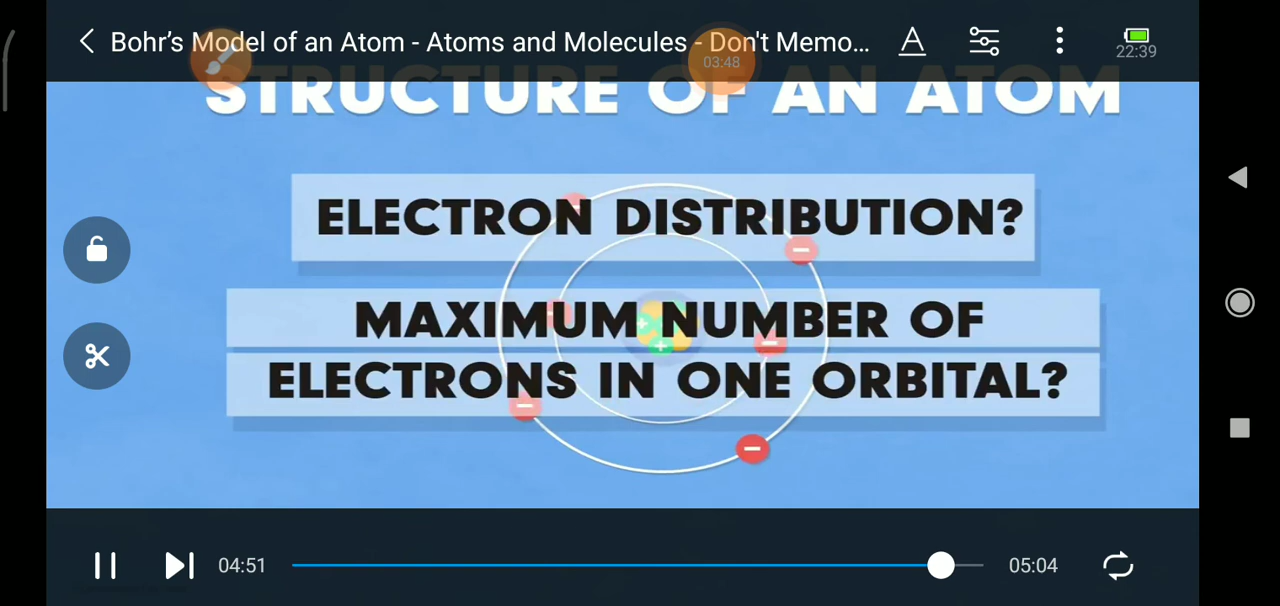 Bohr’s Model of an Atom - Atoms and Molecules - Don't Memo...
03:48
22:39
STRUCTURE OF AN ATOM
ELECTRON DISTRIBUTION?
MAXIMUM NUMBER OF
ELECTRONS IN ONE ORBITAL?
04:51
05:04